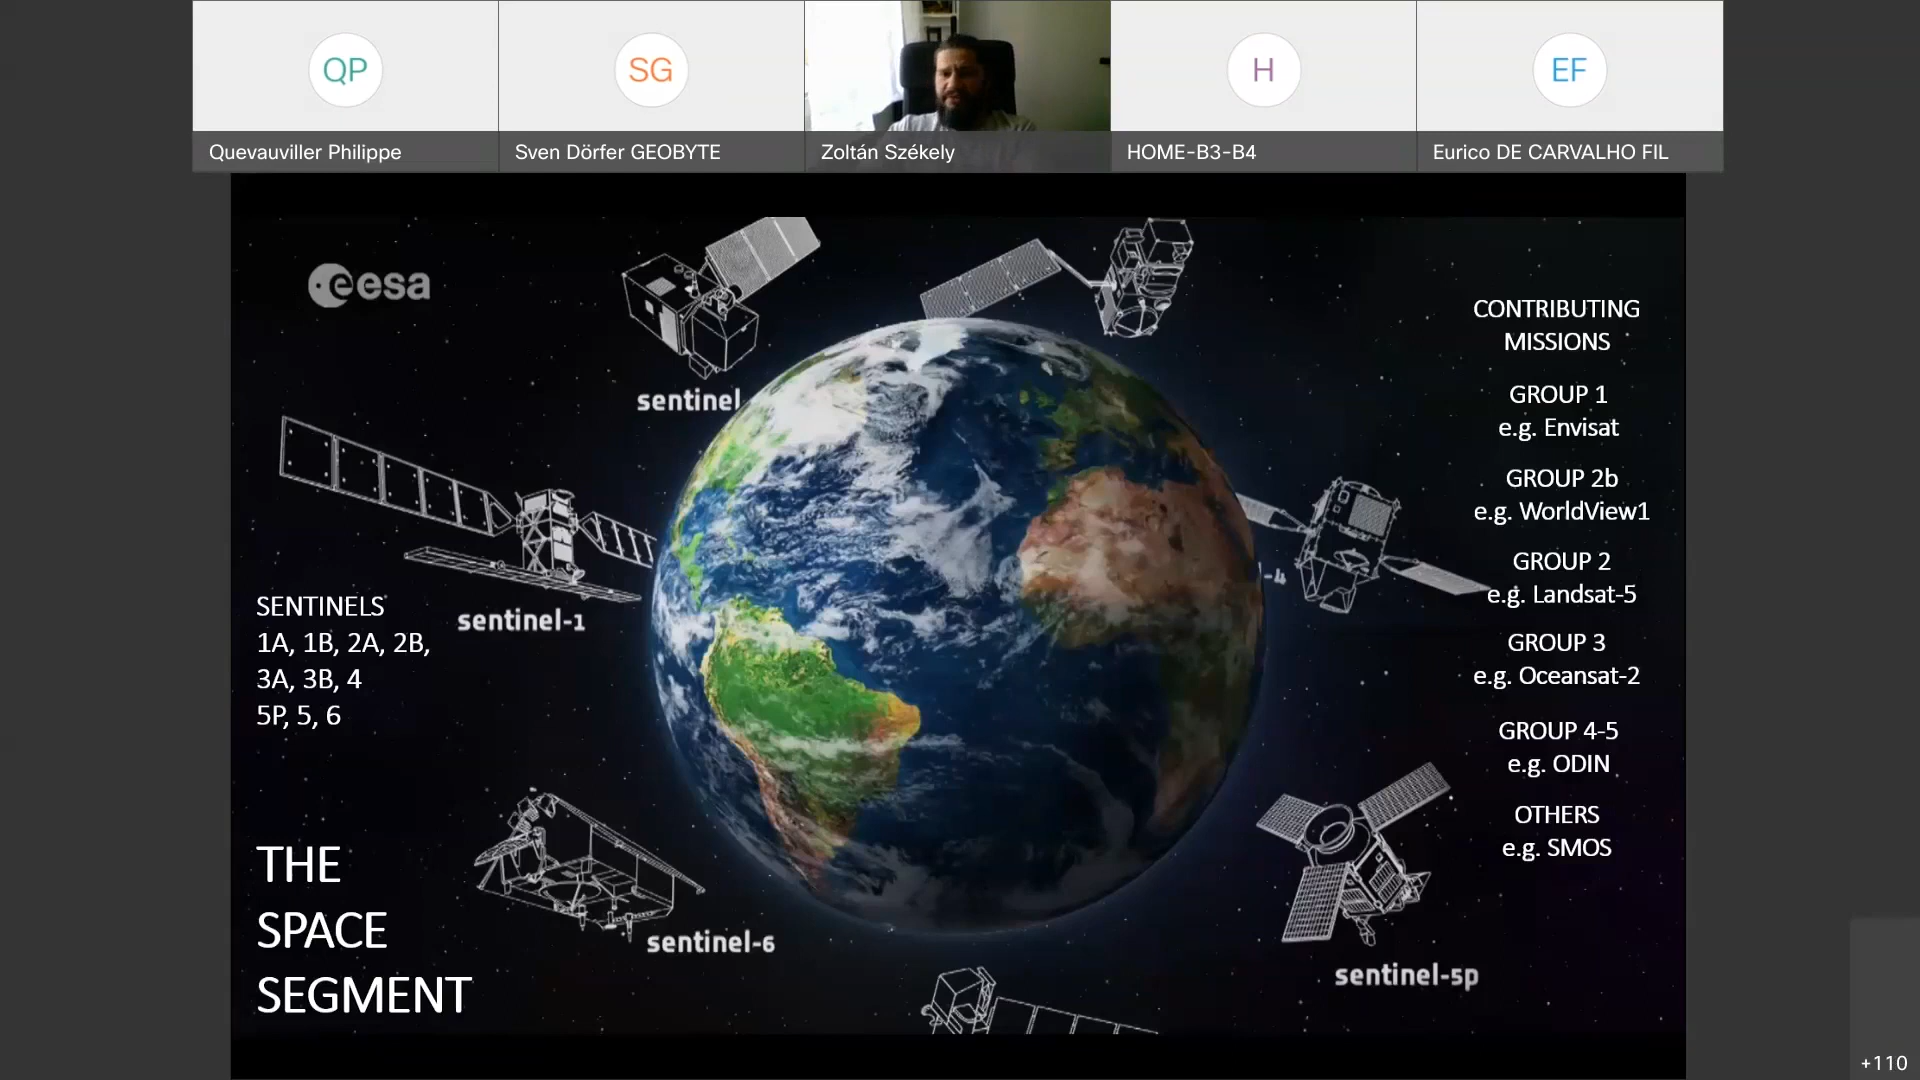 QP
SG
H
EF
Quevauviller Philippe
Sven Dörfer GEOBYTE
Zoltán Székely
HOME-B3-B4
Eurico DE CARVALHO FIL
esa
sentinel
sentinel-1
-4
sentinel-6
sentinel-5p
SENTINELS
1A, 1B, 2A, 2B,
3A, 3B, 4
5P, 5, 6
THE
SPACE
SEGMENT
CONTRIBUTING
MISSIONS
GROUP 1
e.g. Envisat
GROUP 2b
e.g. WorldView1
GROUP 2
e.g. Landsat-5
GROUP 3
e.g. Oceansat-2
GROUP 4-5
e.g. ODIN
OTHERS
e.g. SMOS
+110